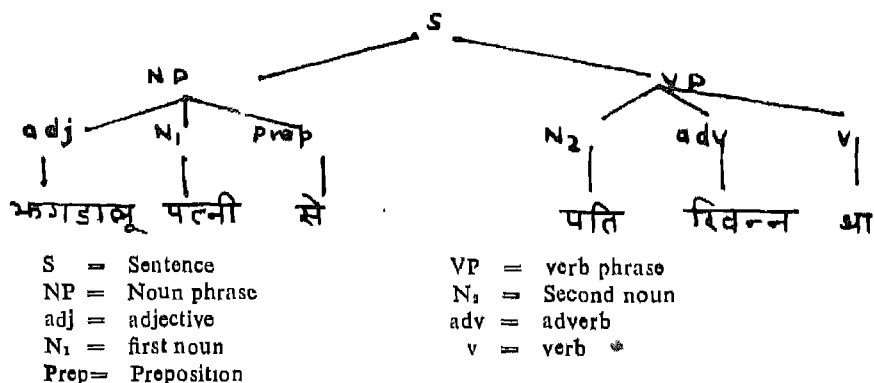 S
NP VP
adj N₁ prep N₂ adv v
झगडालू पत्नी से पति खिन्न था
S = Sentence VP = verb phrase
NP = Noun phrase N₂ = Second noun
adj = adjective adv = adverb
N₁ = first noun v = verb
Prep= Preposition